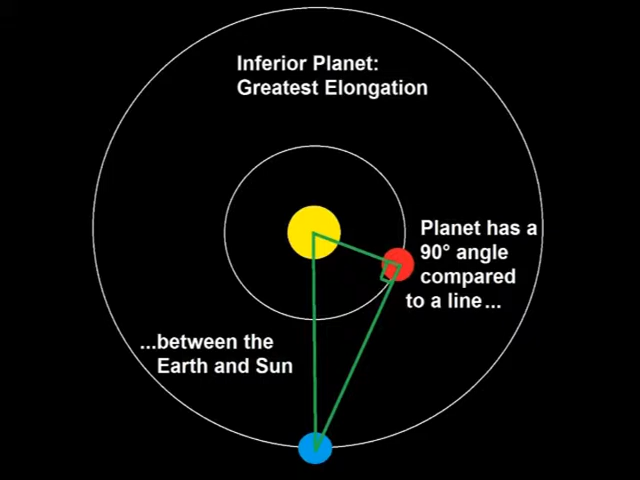 Inferior Planet:
Greatest Elongation
Planet has a
90° angle
compared
to a line...
...between the
Earth and Sun